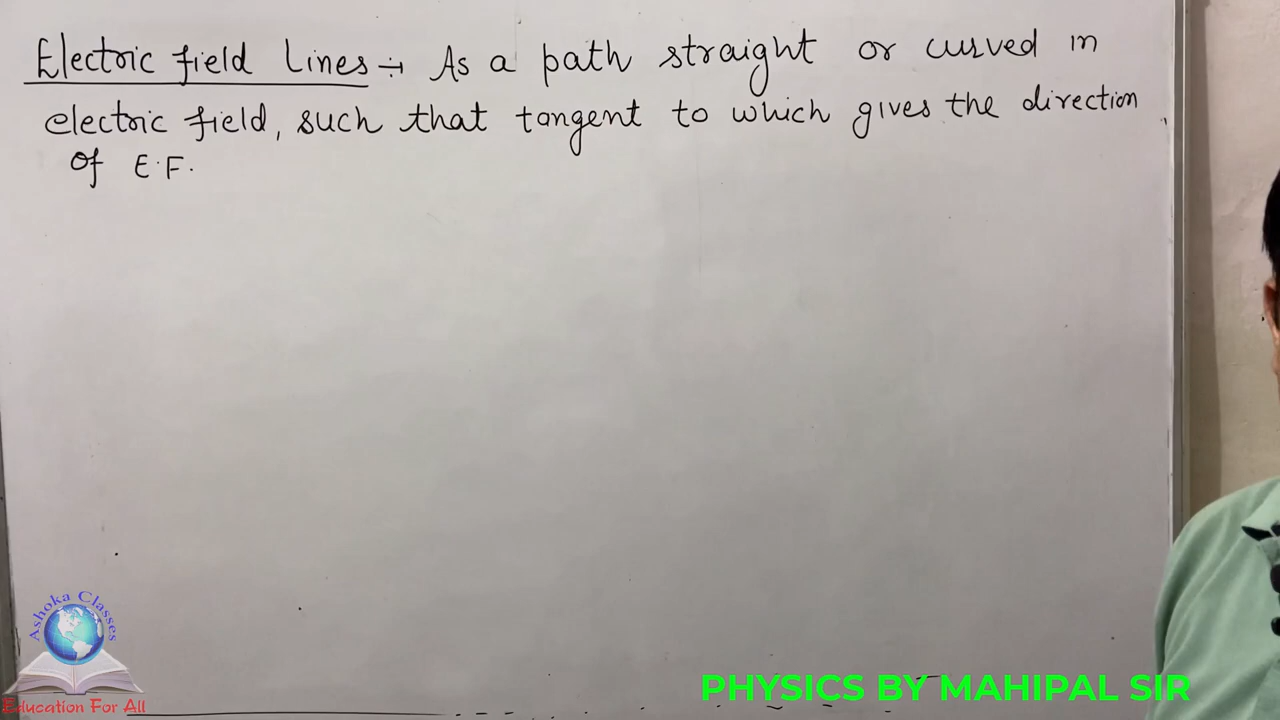 Electric field Lines :- As a path straight or curved in
electric field, such that tangent to which gives the direction
of E.F.
Ashoka Classes
Education For All
PHYSICS BY MAHIPAL SIR